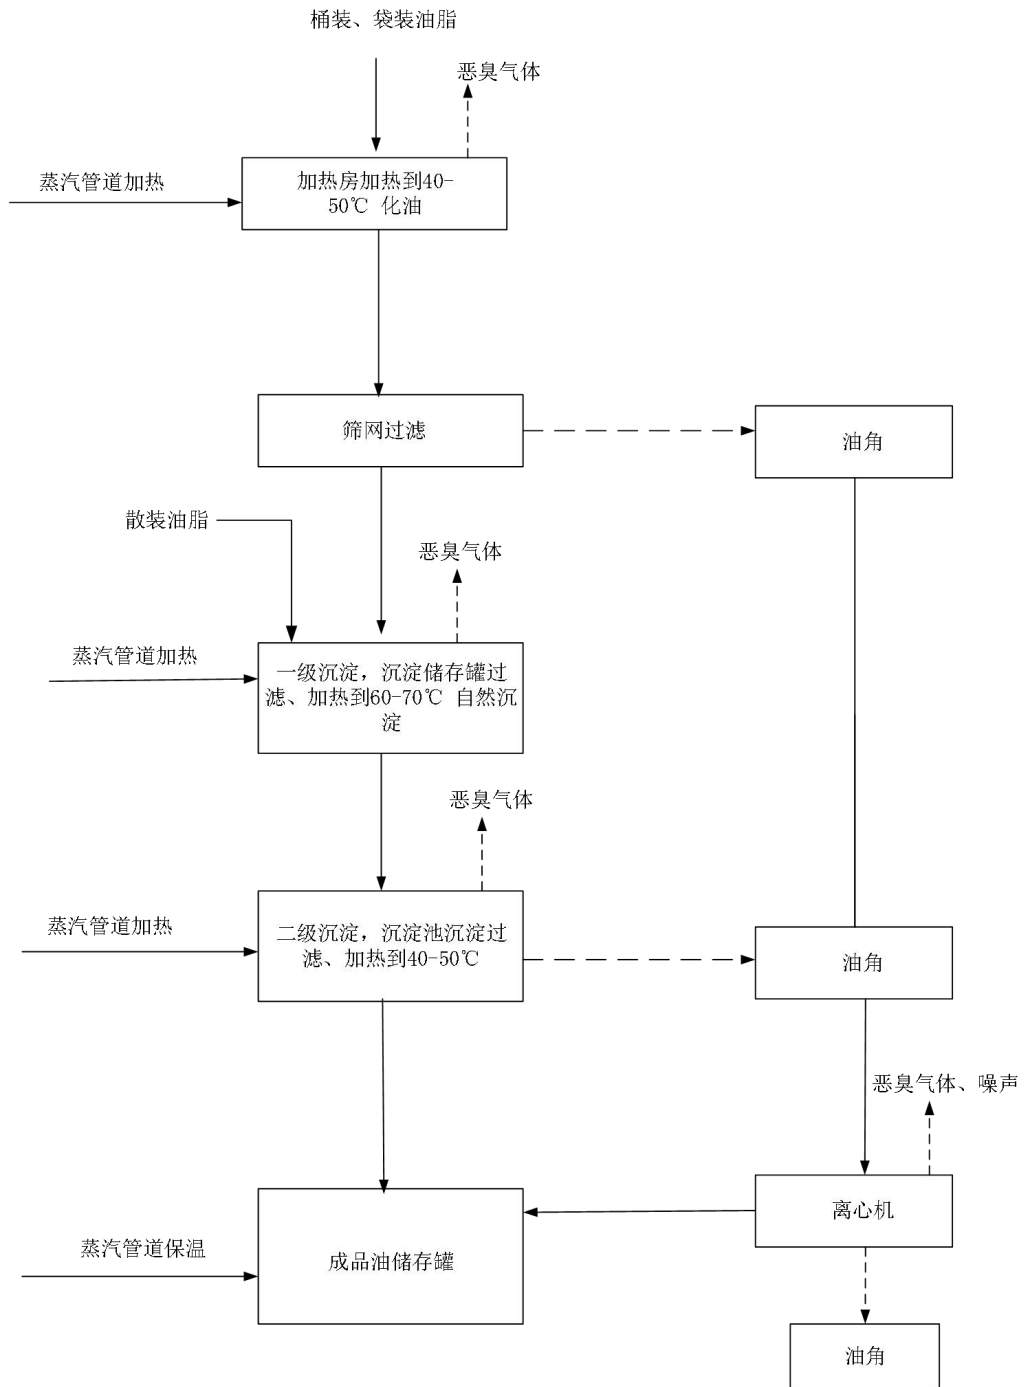 桶装、袋装油脂
恶臭气体
蒸汽管道加热
加热房加热到40-
50℃ 化油
筛网过滤
油角
散装油脂
恶臭气体
蒸汽管道加热
一级沉淀，沉淀储存罐过
滤、加热到60-70℃ 自然沉
淀
恶臭气体
蒸汽管道加热
二级沉淀，沉淀池沉淀过
滤、加热到40-50℃
油角
恶臭气体、噪声
离心机
蒸汽管道保温
成品油储存罐
油角